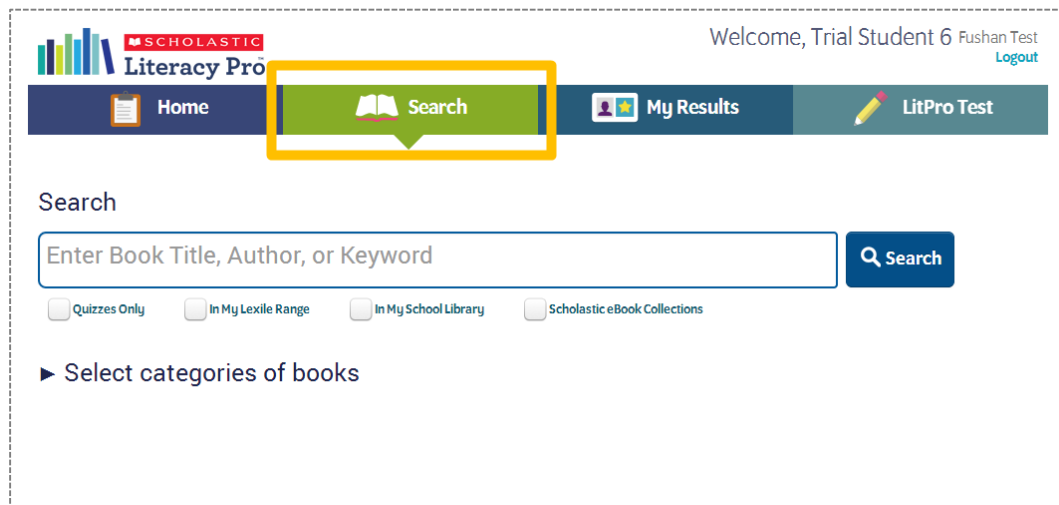 SCHOLASTIC
Literacy Pro™
Welcome, Trial Student 6 Fushan Test
Logout
Home
Search
My Results
LitPro Test
Search
Enter Book Title, Author, or Keyword
Search
Quizzes Only
In My Lexile Range
In My School Library
Scholastic eBook Collections
► Select categories of books